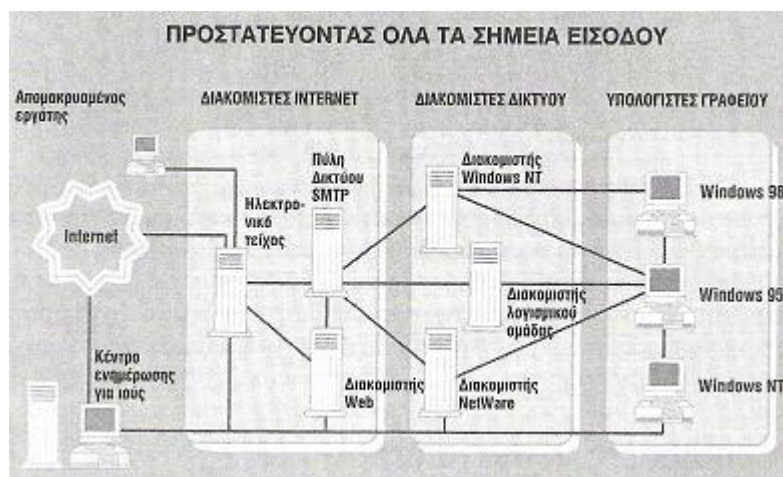 ΠΡΟΣΤΑΤΕΥΟΝΤΑΣ ΟΛΑ ΤΑ ΣΗΜΕΙΑ ΕΙΣΟΔΟΥ
Απομακρυσμένος
εργάτης
ΔΙΑΚΟΜΙΣΤΕΣ INTERNET
ΔΙΑΚΟΜΙΣΤΕΣ ΔΙΚΤΥΟΥ
ΥΠΟΛΟΓΙΣΤΕΣ ΓΡΑΦΕΙΟΥ
Πύλη
Δικτύου
SMTP
Διακομιστής
Windows NT
Windows 98
Ηλεκτρο-
νικό
τείχος
Internet
Διακομιστής
λογισμικού
ομάδας
Windows 95
Κέντρο
ενημέρωσης
για ιούς
Διακομιστής
Web
Διακομιστής
NetWare
Windows NT